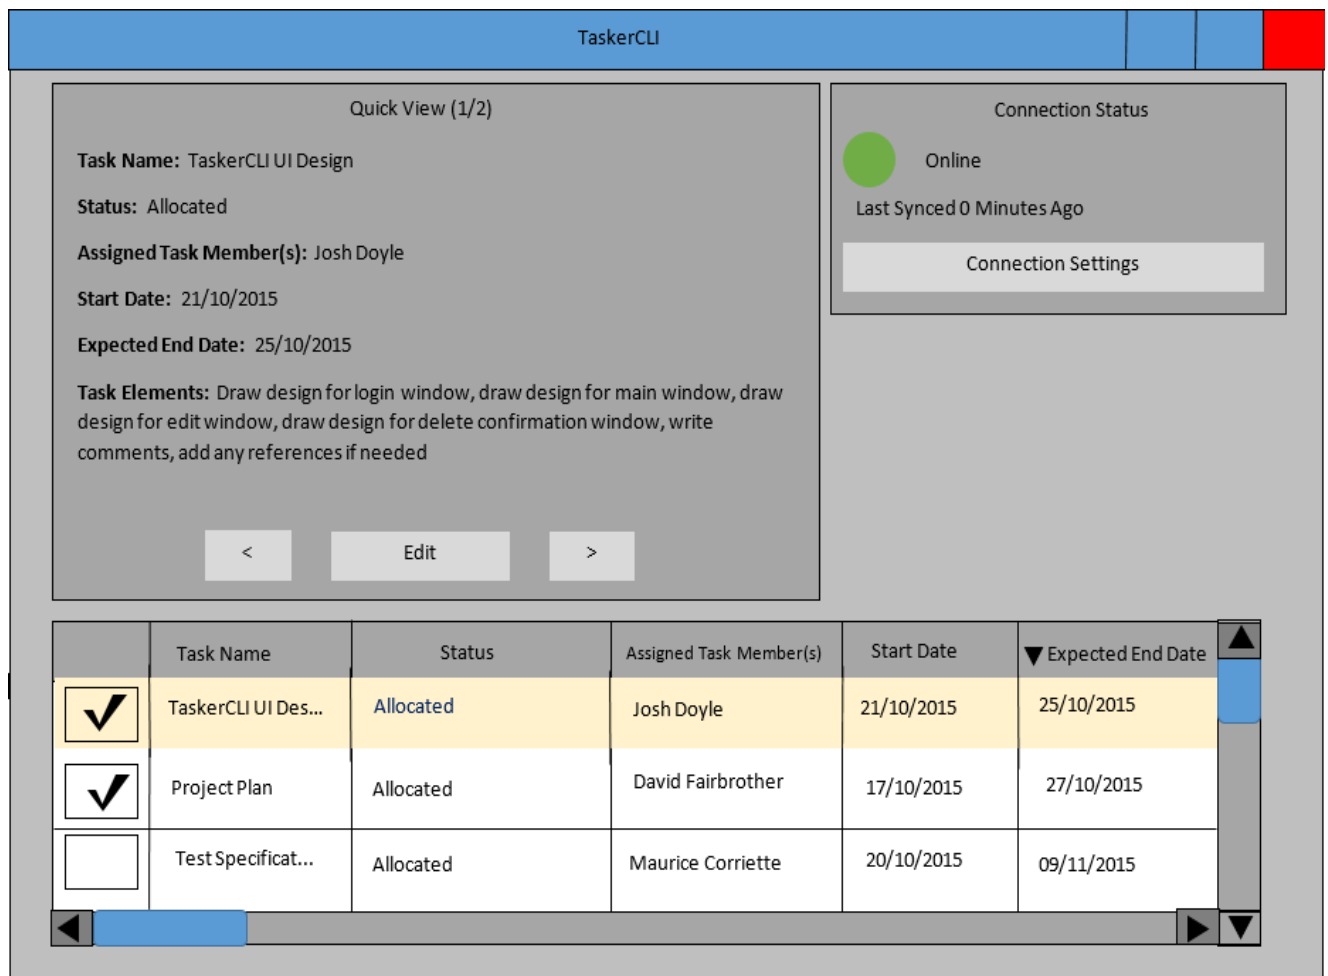 TaskerCLI
Quick View (1/2)
Task Name: TaskerCLI UI Design
Status: Allocated
Assigned Task Member(s): Josh Doyle
Start Date: 21/10/2015
Expected End Date: 25/10/2015
Task Elements: Draw design for login window, draw design for main window, draw
design for edit window, draw design for delete confirmation window, write
comments, add any references if needed
< Edit >
Connection Status
Online
Last Synced 0 Minutes Ago
Connection Settings
Task Name Status Assigned Task Member(s) Start Date Expected End Date
TaskerCLI UI Des... Allocated Josh Doyle 21/10/2015 25/10/2015
Project Plan Allocated David Fairbrother 17/10/2015 27/10/2015
Test Specificat... Allocated Maurice Corriette 20/10/2015 09/11/2015